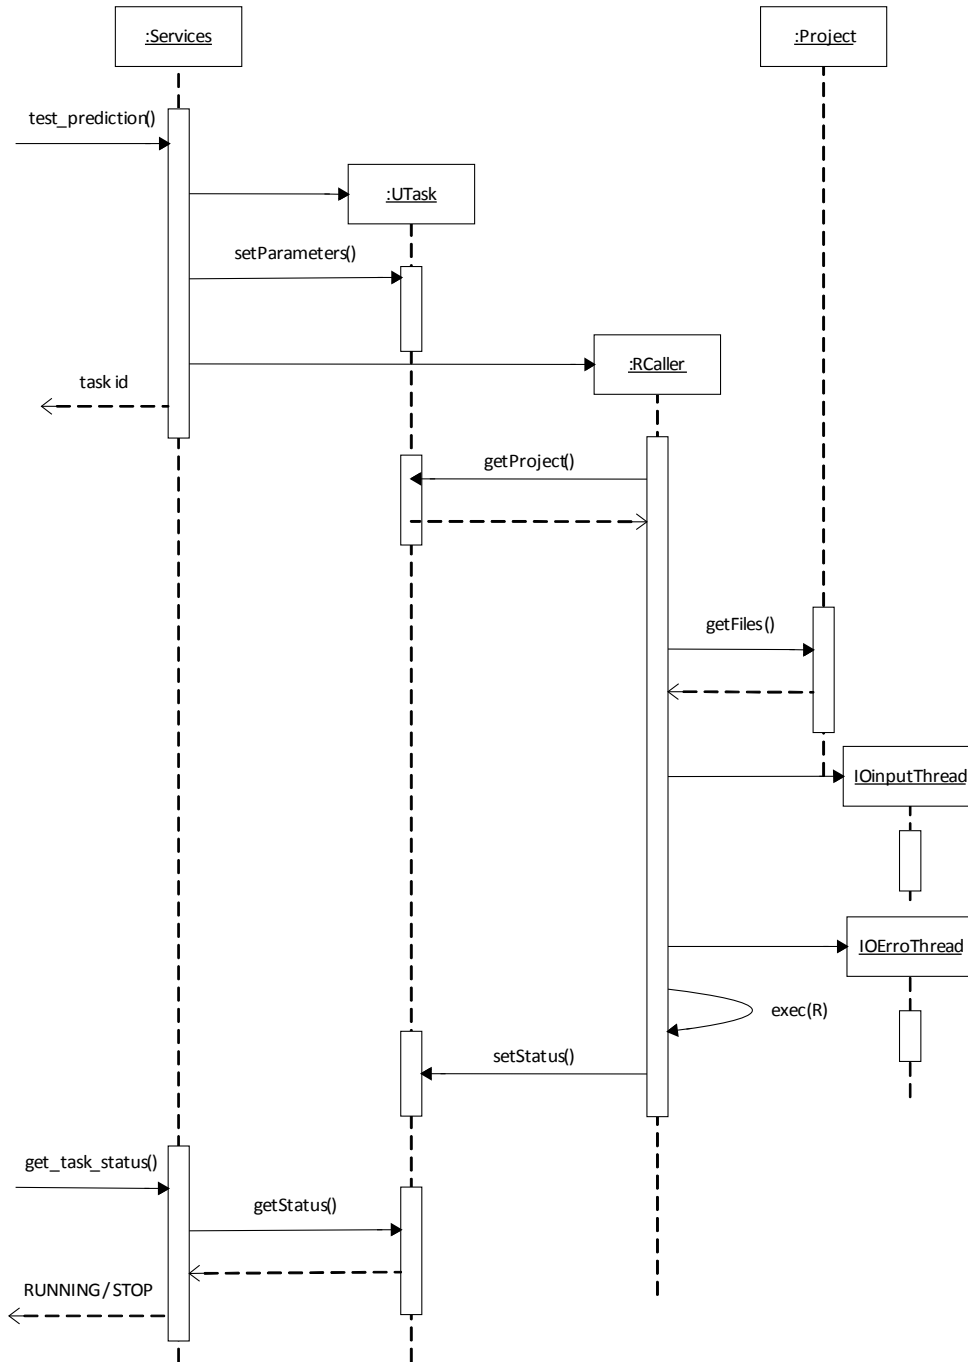 :Services
:Project
test_prediction()
:UTask
setParameters()
:RCaller
task id
getProject()
getFiles()
IOinputThread
IOErroThread
exec(R)
setStatus()
get_task_status()
getStatus()
RUNNING / STOP